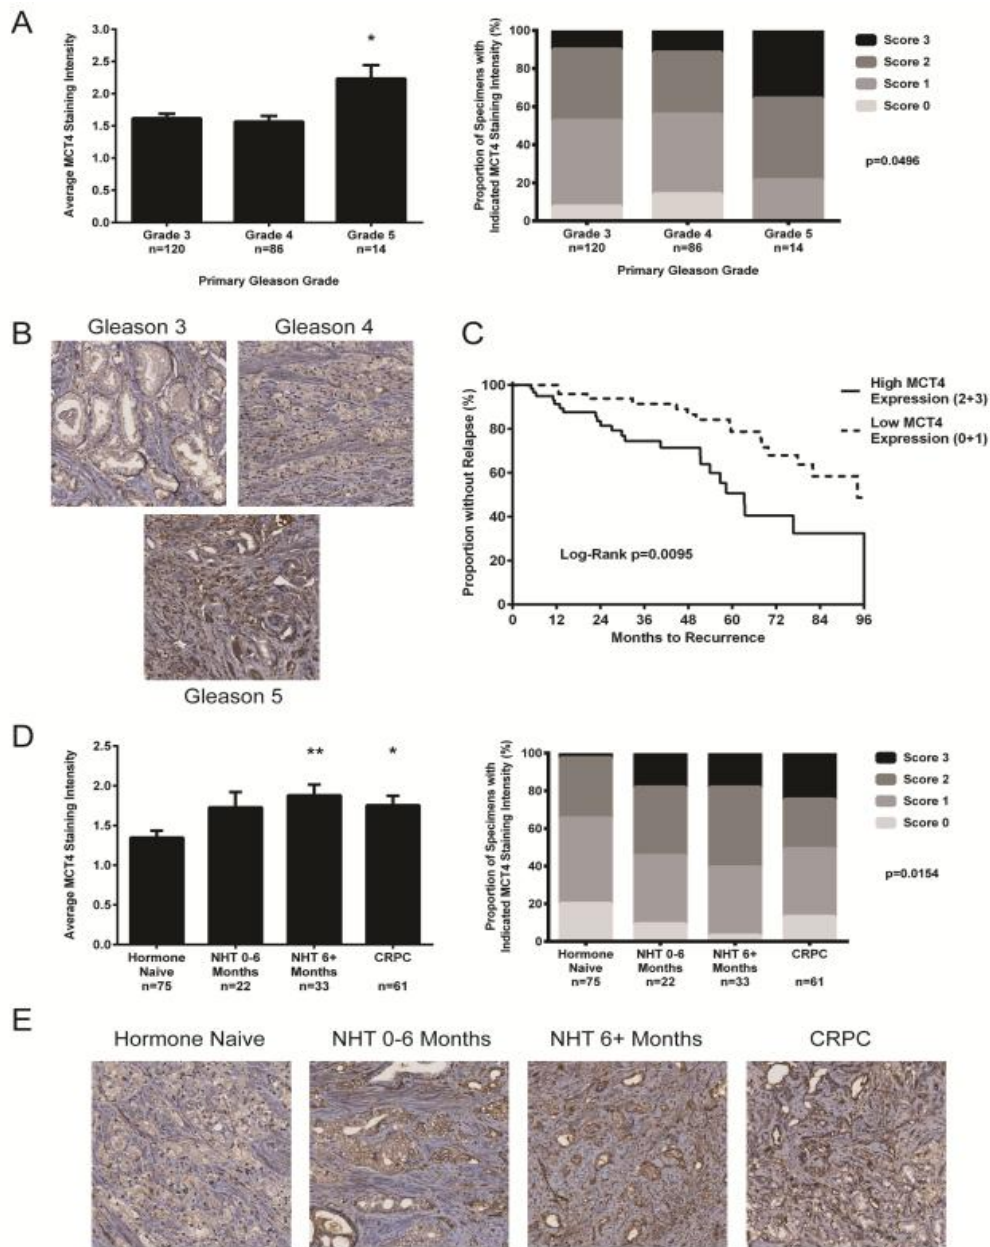 A
Average MCT4 Staining Intensity
3.0
2.5
2.0
1.5
1.0
0.5
0.0
*
Grade 3
n=120
Grade 4
n=86
Grade 5
n=14
Primary Gleason Grade
Proportion of Specimens with
Indicated MCT4 Staining Intensity (%)
100
80
60
40
20
0
Grade 3
n=120
Grade 4
n=86
Grade 5
n=14
Primary Gleason Grade
Score 3
Score 2
Score 1
Score 0
p=0.0496
B
Gleason 3
Gleason 4
Gleason 5
C
Proportion without Relapse (%)
100
80
60
40
20
0
0 12 24 36 48 60 72 84 96
Months to Recurrence
Log-Rank p=0.0095
High MCT4
Expression (2+3)
Low MCT4
Expression (0+1)
D
Average MCT4 Staining Intensity
2.5
2.0
1.5
1.0
0.5
0.0
**
*
Hormone
Naive
n=75
NHT 0-6
Months
n=22
NHT 6+
Months
n=33
CRPC
n=61
Proportion of Specimens with
Indicated MCT4 Staining Intensity (%)
100
80
60
40
20
0
Hormone
Naive
n=75
NHT 0-6
Months
n=22
NHT 6+
Months
n=33
CRPC
n=61
Score 3
Score 2
Score 1
Score 0
p=0.0154
E
Hormone Naive
NHT 0-6 Months
NHT 6+ Months
CRPC